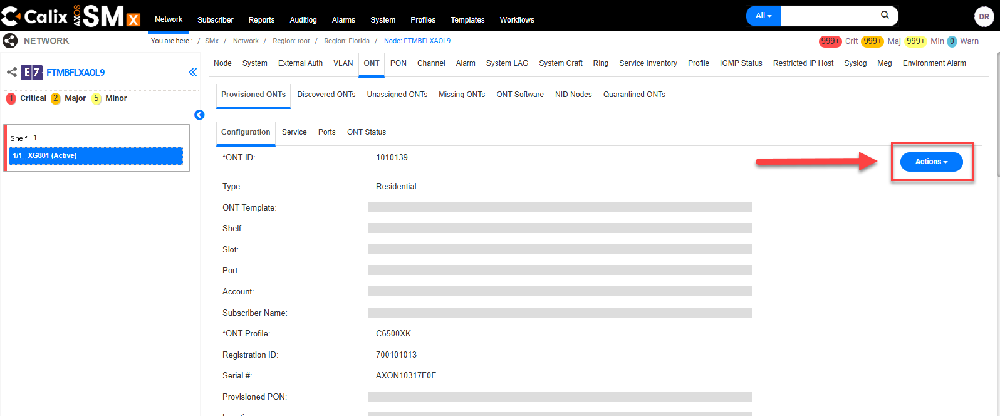 Calix AXOS SMx
Network Subscriber Reports Auditlog Alarms System Profiles Templates Workflows
All
DR
NETWORK
You are here : / SMx / Network / Region: root / Region: Florida / Node: FTMBFLXAOL9
999+ Crit 999+ Maj 999+ Min 0 Warn
E7 FTMBFLXAOL9
1 Critical 2 Major 5 Minor
Shelf 1
1/1 XG801 (Active)
Node System External Auth VLAN ONT PON Channel Alarm System LAG System Craft Ring Service Inventory Profile IGMP Status Restricted IP Host Syslog Meg Environment Alarm
Provisioned ONTs Discovered ONTs Unassigned ONTs Missing ONTs ONT Software NID Nodes Quarantined ONTs
Configuration Service Ports ONT Status
*ONT ID: 1010139
Actions
Type: Residential
ONT Template:
Shelf:
Slot:
Port:
Account:
Subscriber Name:
*ONT Profile: C6500XK
Registration ID: 700101013
Serial #: AXON10317F0F
Provisioned PON: